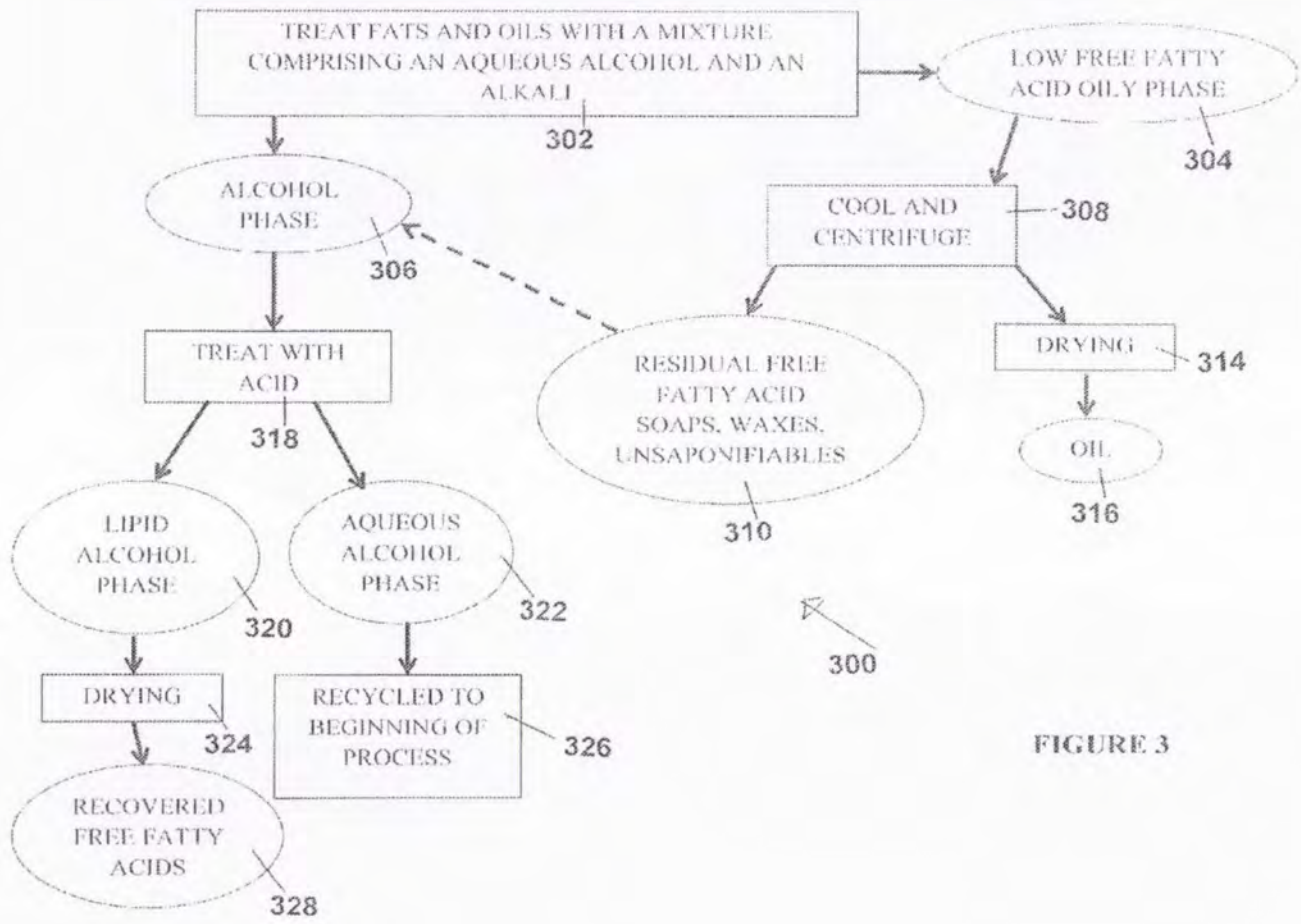 TREAT FATS AND OILS WITH A MIXTURE
COMPRISING AN AQUEOUS ALCOHOL AND AN
ALKALI
302
LOW FREE FATTY
ACID OILY PHASE
304
ALCOHOL
PHASE
306
COOL AND
CENTRIFUGE
308
TREAT WITH
ACID
318
RESIDUAL FREE
FATTY ACID
SOAPS, WAXES,
UNSAPONIFIABLES
310
DRYING
314
OIL
316
LIPID
ALCOHOL
PHASE
320
AQUEOUS
ALCOHOL
PHASE
322
300
DRYING
324
RECYCLED TO
BEGINNING OF
PROCESS
326
RECOVERED
FREE FATTY
ACIDS
328
FIGURE 3